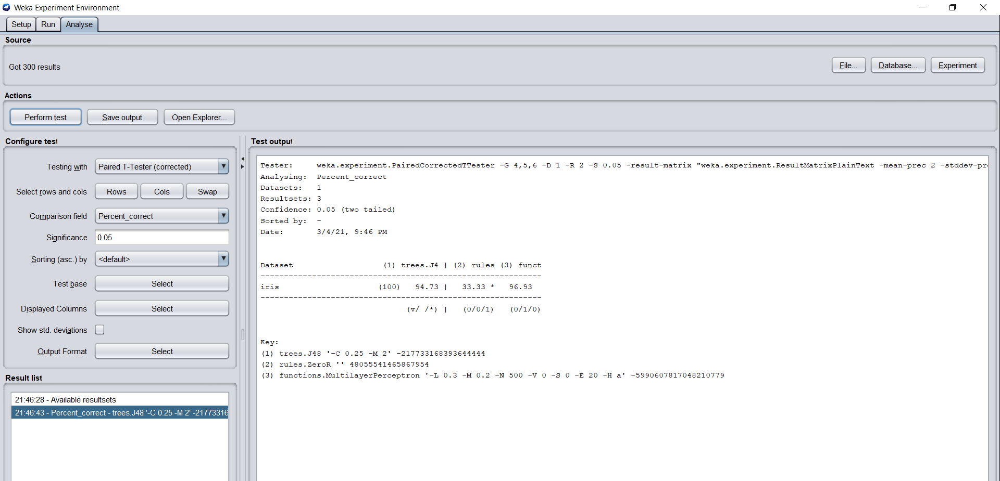 Weka Experiment Environment
Setup Run Analyse
Source
Got 300 results
File... Database... Experiment
Actions
Perform test Save output Open Explorer...
Configure test
Testing with Paired T-Tester (corrected)
Select rows and cols Rows Cols Swap
Comparison field Percent_correct
Significance 0.05
Sorting (asc.) by <default>
Test base Select
Displayed Columns Select
Show std. deviations
Output Format Select
Result list
21:46:28 - Available resultsets
21:46:43 - Percent_correct - trees.J48 '-C 0.25 -M 2' -21773316
Test output
Tester: weka.experiment.PairedCorrectedTTester -G 4,5,6 -D 1 -R 2 -S 0.05 -result-matrix "weka.experiment.ResultMatrixPlainText -mean-prec 2 -stddev-pr
Analysing: Percent_correct
Datasets: 1
Resultsets: 3
Confidence: 0.05 (two tailed)
Sorted by: -
Date: 3/4/21, 9:46 PM
Dataset (1) trees.J4 | (2) rules (3) funct
------------------------------------------------------------
iris (100) 94.73 | 33.33 * 96.93
------------------------------------------------------------
(v/ /*) | (0/0/1) (0/1/0)
Key:
(1) trees.J48 '-C 0.25 -M 2' -217733168393644444
(2) rules.ZeroR '' 48055541465867954
(3) functions.MultilayerPerceptron '-L 0.3 -M 0.2 -N 500 -V 0 -S 0 -E 20 -H a' -5990607817048210779